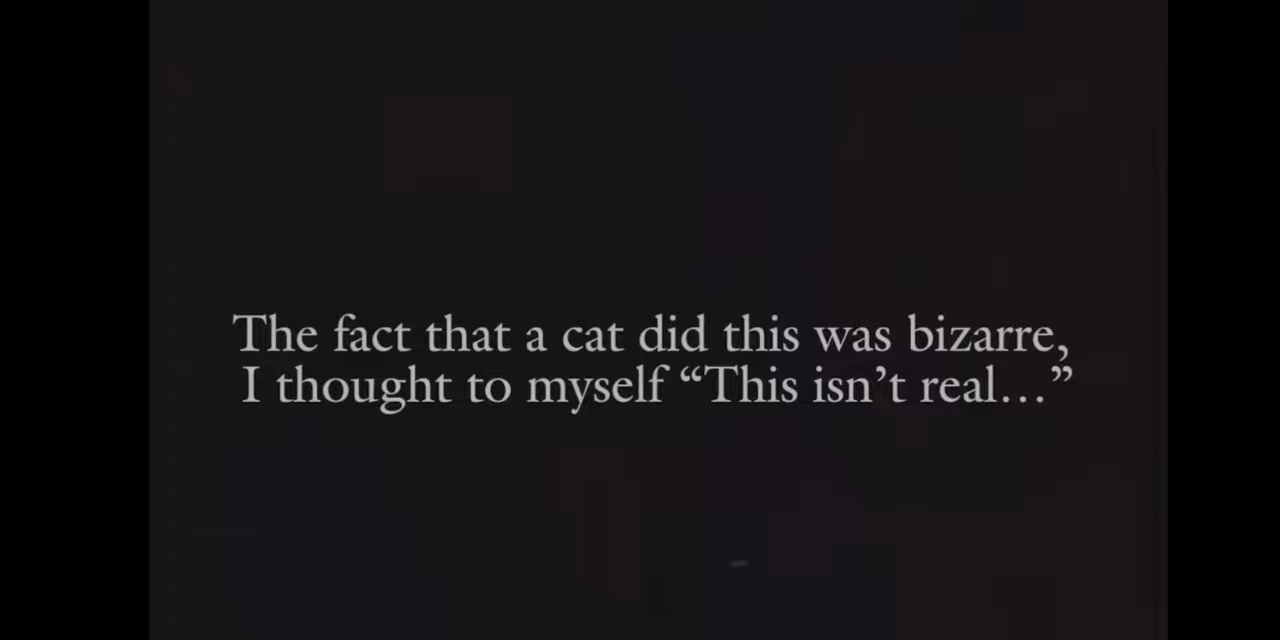 The fact that a cat did this was bizarre,
I thought to myself “This isn’t real…”